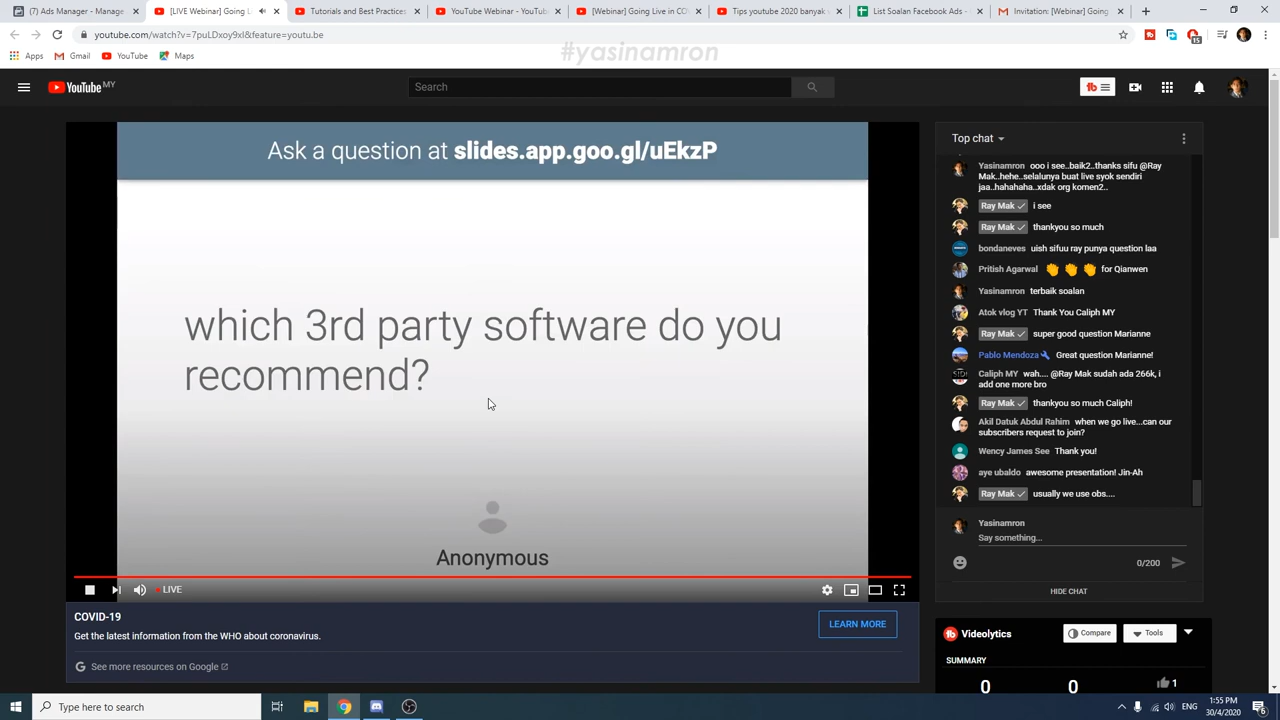 (7) Ads Manager - Manage
[LIVE Webinar] Going L
Tutorials and Best Practices
YouTube Webinar - YouTub
[Webinar] Going Live in CO
Tips youtube 2020 banyak
List Soalan Facebook Ads -
Invitation: [Webinar] Going
youtube.com/watch?v=7puLDxoy9xI&feature=youtu.be
15
Apps
Gmail
YouTube
Maps
#yasinamron
YouTube MY
Search
Ask a question at slides.app.goo.gl/uEkzP
which 3rd party software do you
recommend?
Anonymous
LIVE
COVID-19
Get the latest information from the WHO about coronavirus.
LEARN MORE
See more resources on Google
Top chat
Yasinamron ooo i see..baik2..thanks sifu @Ray
Mak..hehe..selalunya buat live syok sendiri
jaa..hahahaha..xdak org komen2..
Ray Mak i see
Ray Mak thankyou so much
bondaneves uish sifuu ray punya question laa
Pritish Agarwal 👏 👏 👏 for Qianwen
Yasinamron terbaik soalan
Atok vlog YT Thank You Caliph MY
Ray Mak super good question Marianne
Pablo Mendoza Great question Marianne!
Caliph MY wah.... @Ray Mak sudah ada 266k, i
add one more bro
Ray Mak thankyou so much Caliph!
Akil Datuk Abdul Rahim when we go live...can our
subscribers request to join?
Wency James See Thank you!
aye ubaldo awesome presentation! Jin-Ah
Ray Mak usually we use obs....
Yasinamron
Say something...
0/200
HIDE CHAT
Videolytics
Compare
Tools
SUMMARY
0
0
1
Type here to search
ENG
1:55 PM
30/4/2020
6